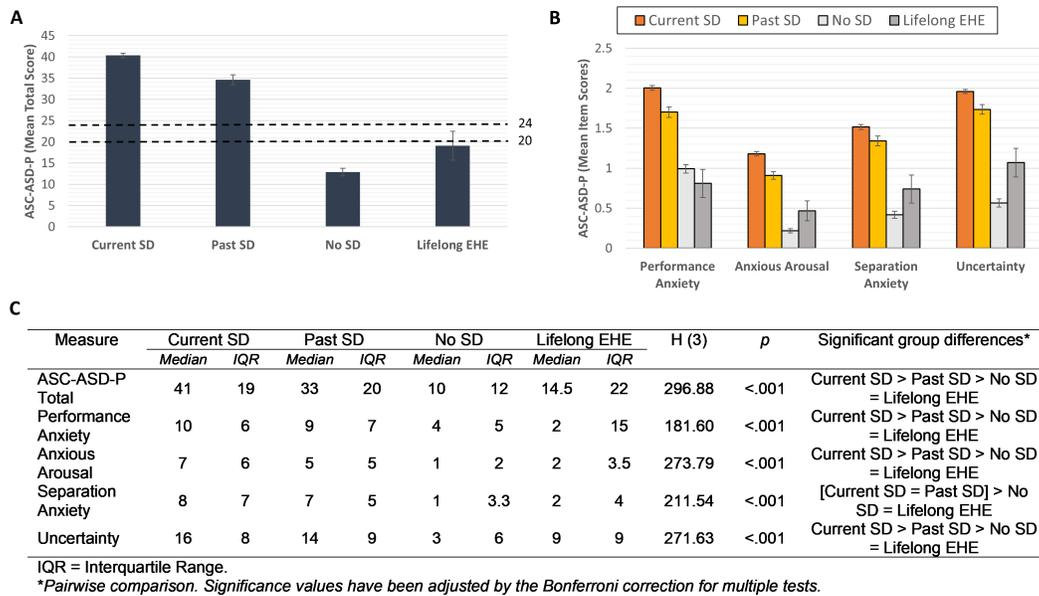 A
ASC-ASD-P (Mean Total Score)
45
40
35
30
25
20
15
10
5
0
24
20
Current SD
Past SD
No SD
Lifelong EHE
B
Current SD
Past SD
No SD
Lifelong EHE
ASC-ASD-P (Mean Item Scores)
2.5
2
1.5
1
0.5
0
Performance
Anxiety
Anxious Arousal
Separation
Anxiety
Uncertainty
C
Measure Current SD Past SD No SD Lifelong EHE H (3) p Significant group differences*
Median IQR Median IQR Median IQR Median IQR
ASC-ASD-P Total 41 19 33 20 10 12 14.5 22 296.88 <.001 Current SD > Past SD > No SD = Lifelong EHE
Performance Anxiety 10 6 9 7 4 5 2 15 181.60 <.001 Current SD > Past SD > No SD = Lifelong EHE
Anxious Arousal 7 6 5 5 1 2 2 3.5 273.79 <.001 Current SD > Past SD > No SD = Lifelong EHE
Separation Anxiety 8 7 7 5 1 3.3 2 4 211.54 <.001 [Current SD = Past SD] > No SD = Lifelong EHE
Uncertainty 16 8 14 9 3 6 9 9 271.63 <.001 Current SD > Past SD > No SD = Lifelong EHE
IQR = Interquartile Range.
*Pairwise comparison. Significance values have been adjusted by the Bonferroni correction for multiple tests.